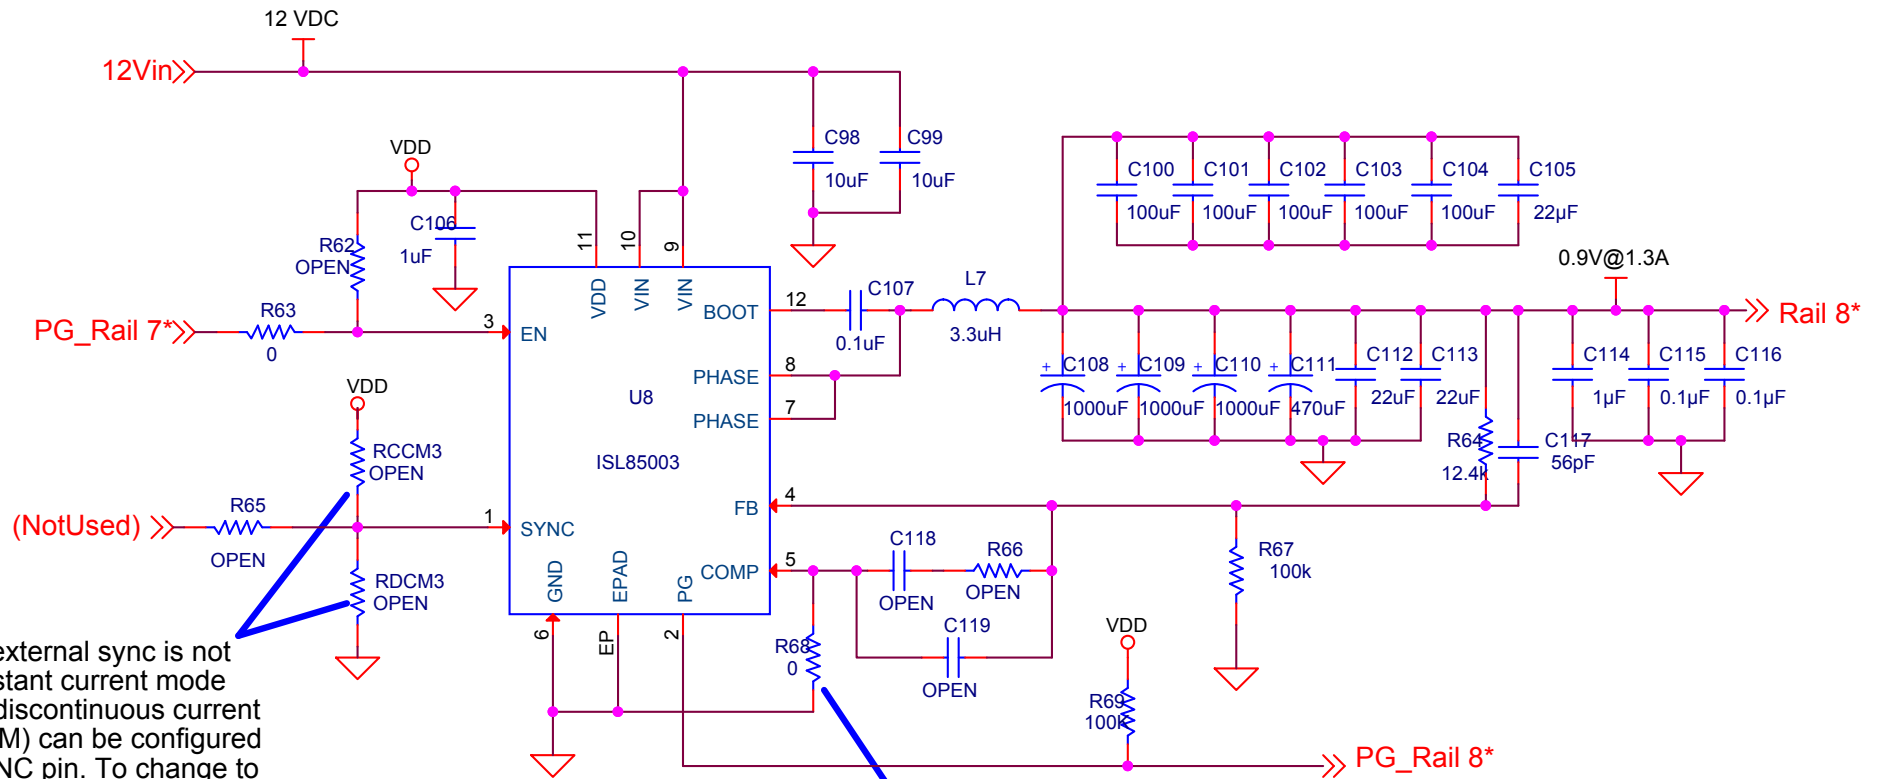 12 VDC
12Vin
VDD
C98
10uF
C99
10uF
C100
100uF
C101
100uF
C102
100uF
C103
100uF
C104
100uF
C105
22µF
0.9V@1.3A
C106
1uF
R62
OPEN
R63
0
PG_Rail 7*
3
EN
11
VDD
10
VIN
9
VIN
BOOT
12
C107
0.1uF
L7
3.3uH
Rail 8*
PHASE
8
PHASE
7
U8
ISL85003
+
C108
1000uF
+
C109
1000uF
+
C110
1000uF
+
C111
470uF
C112
22uF
C113
22uF
C114
1µF
C115
0.1µF
C116
0.1µF
R64
12.4k
C117
56pF
VDD
RCCM3
OPEN
(NotUsed)
R65
OPEN
1
SYNC
RDCM3
OPEN
FB
4
COMP
5
C118
OPEN
R66
OPEN
C119
OPEN
R67
100k
GND
6
EPAD
EP
PG
2
R68
0
VDD
R69
100K
PG_Rail 8*
external sync is not
stant current mode
discontinuous current
M) can be configured
NC pin. To change to